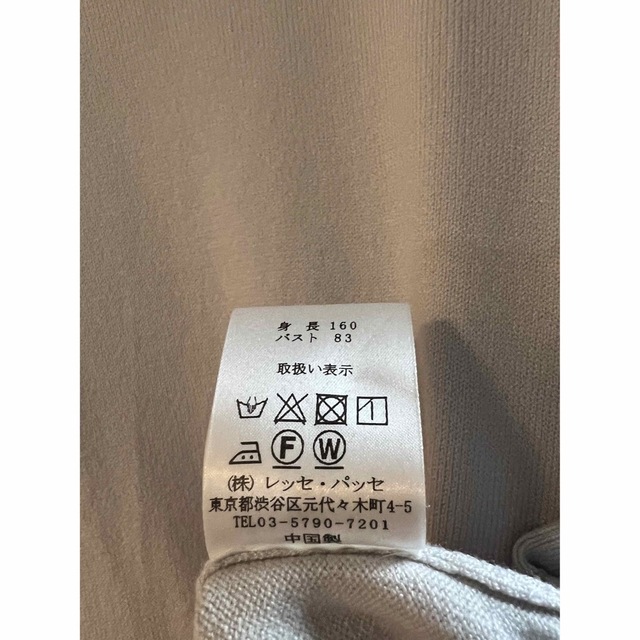 身長 160
バスト 83
取扱い表示
F W
(株) レッセ・パッセ
東京都渋谷区元代々木町4-5
TEL03-5790-7201
中国製